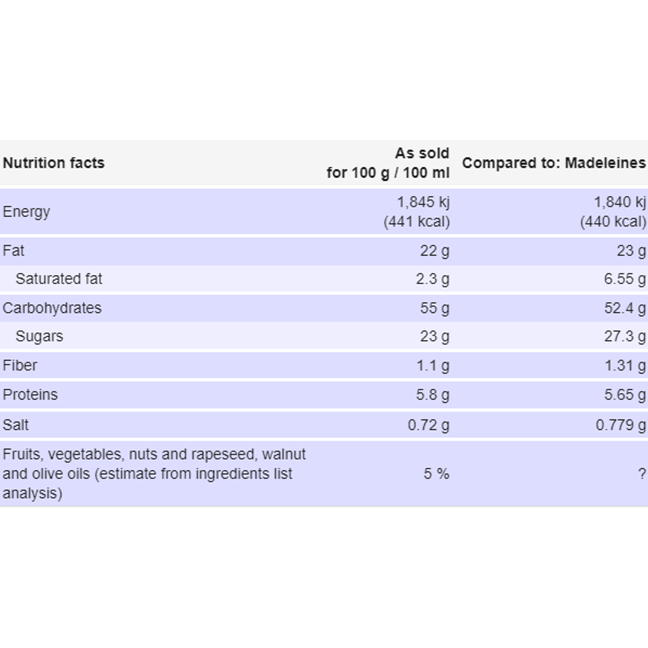 Nutrition facts As sold for 100 g / 100 ml Compared to: Madeleines
Energy 1,845 kj (441 kcal) 1,840 kj (440 kcal)
Fat 22 g 23 g
Saturated fat 2.3 g 6.55 g
Carbohydrates 55 g 52.4 g
Sugars 23 g 27.3 g
Fiber 1.1 g 1.31 g
Proteins 5.8 g 5.65 g
Salt 0.72 g 0.779 g
Fruits, vegetables, nuts and rapeseed, walnut
and olive oils (estimate from ingredients list
analysis) 5 % ?